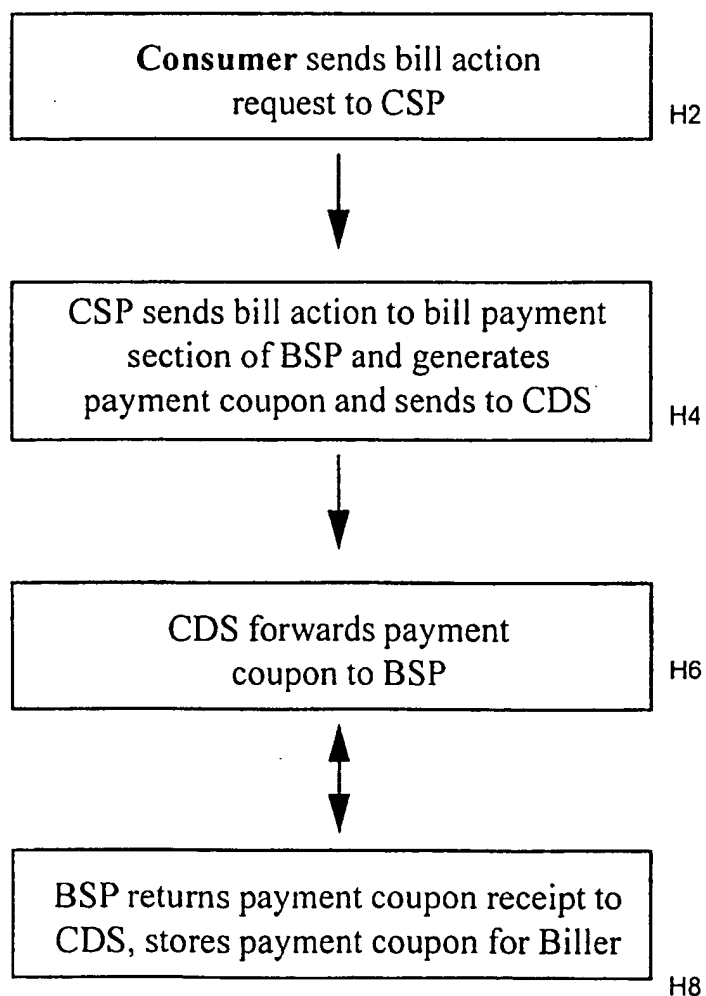 Consumer sends bill action
request to CSP
H2
CSP sends bill action to bill payment
section of BSP and generates
payment coupon and sends to CDS
H4
CDS forwards payment
coupon to BSP
H6
BSP returns payment coupon receipt to
CDS, stores payment coupon for Biller
H8